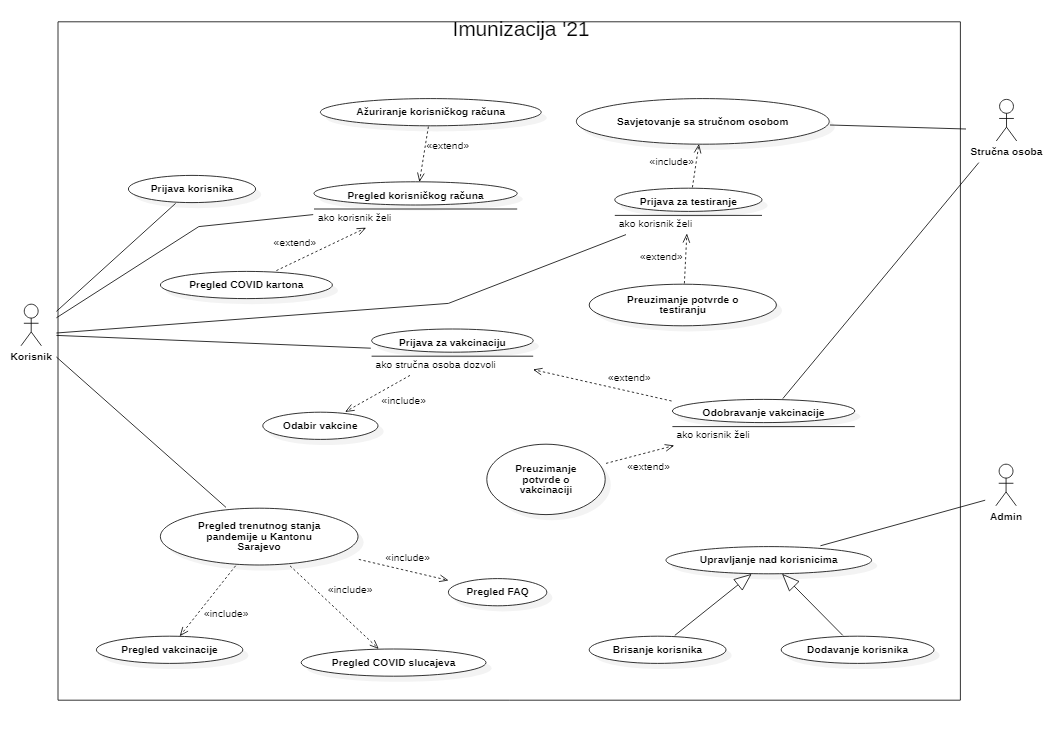 Imunizacija '21
Ažuriranje korisničkog računa
«extend»
Savjetovanje sa stručnom osobom
«include»
Stručna osoba
Prijava korisnika
Pregled korisničkog računa
ako korisnik želi
Prijava za testiranje
ako korisnik želi
«extend»
«extend»
Pregled COVID kartona
Preuzimanje potvrde o
testiranju
Korisnik
Prijava za vakcinaciju
ako stručna osoba dozvoli
«extend»
«include»
Odabir vakcine
Odobravanje vakcinacije
ako korisnik želi
Preuzimanje
potvrde o
vakcinaciji
«extend»
Admin
Pregled trenutnog stanja
pandemije u Kantonu
Sarajevo
«include»
Upravljanje nad korisnicima
«include»
Pregled FAQ
«include»
Pregled vakcinacije
Pregled COVID slucajeva
Brisanje korisnika
Dodavanje korisnika